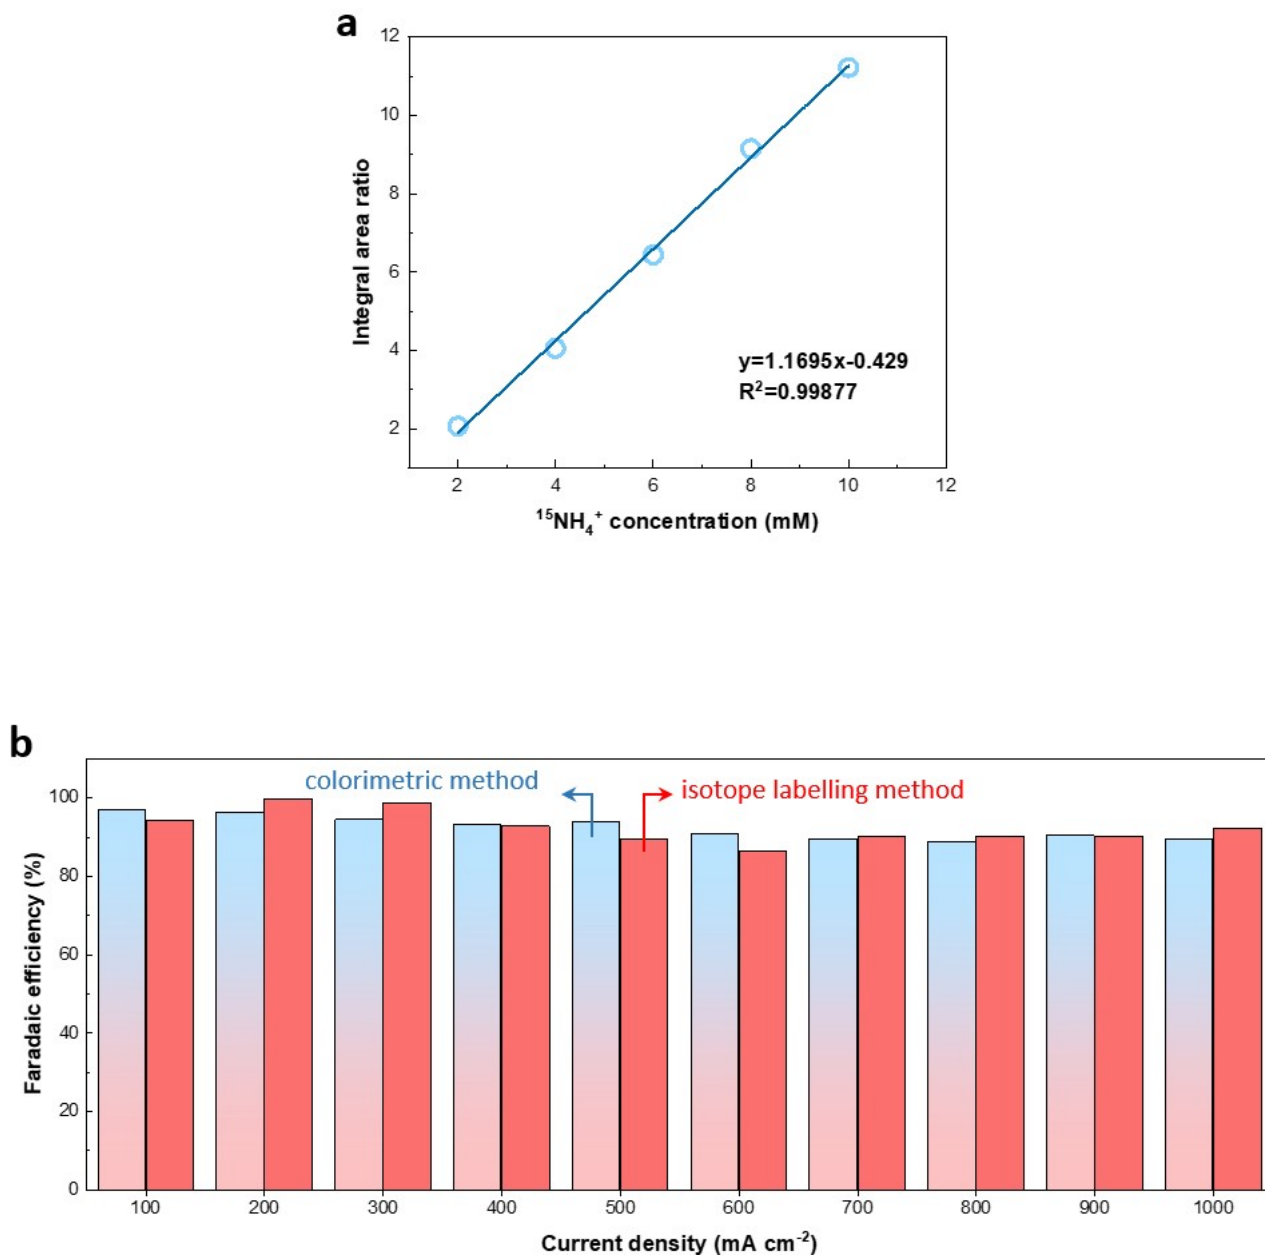 a
12
10
8
6
4
2
Integral area ratio
y=1.1695x-0.429
R²=0.99877
2 4 6 8 10 12
¹⁵NH₄⁺ concentration (mM)
b
colorimetric method
isotope labelling method
100
80
60
40
20
0
Faradaic efficiency (%)
100 200 300 400 500 600 700 800 900 1000
Current density (mA cm⁻²)